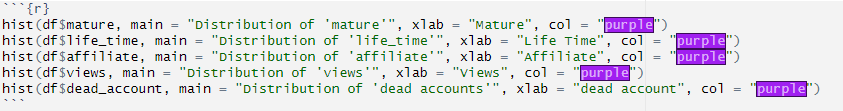 ```{r}
hist(df$mature, main = "Distribution of 'mature'", xlab = "Mature", col = "purple")
hist(df$life_time, main = "Distribution of 'life_time'", xlab = "Life Time", col = "purple")
hist(df$affiliate, main = "Distribution of 'affiliate'", xlab = "Affiliate", col = "purple")
hist(df$views, main = "Distribution of 'views'", xlab = "Views", col = "purple")
hist(df$dead_account, main = "Distribution of 'dead accounts'", xlab = "dead account", col = "purple")
```